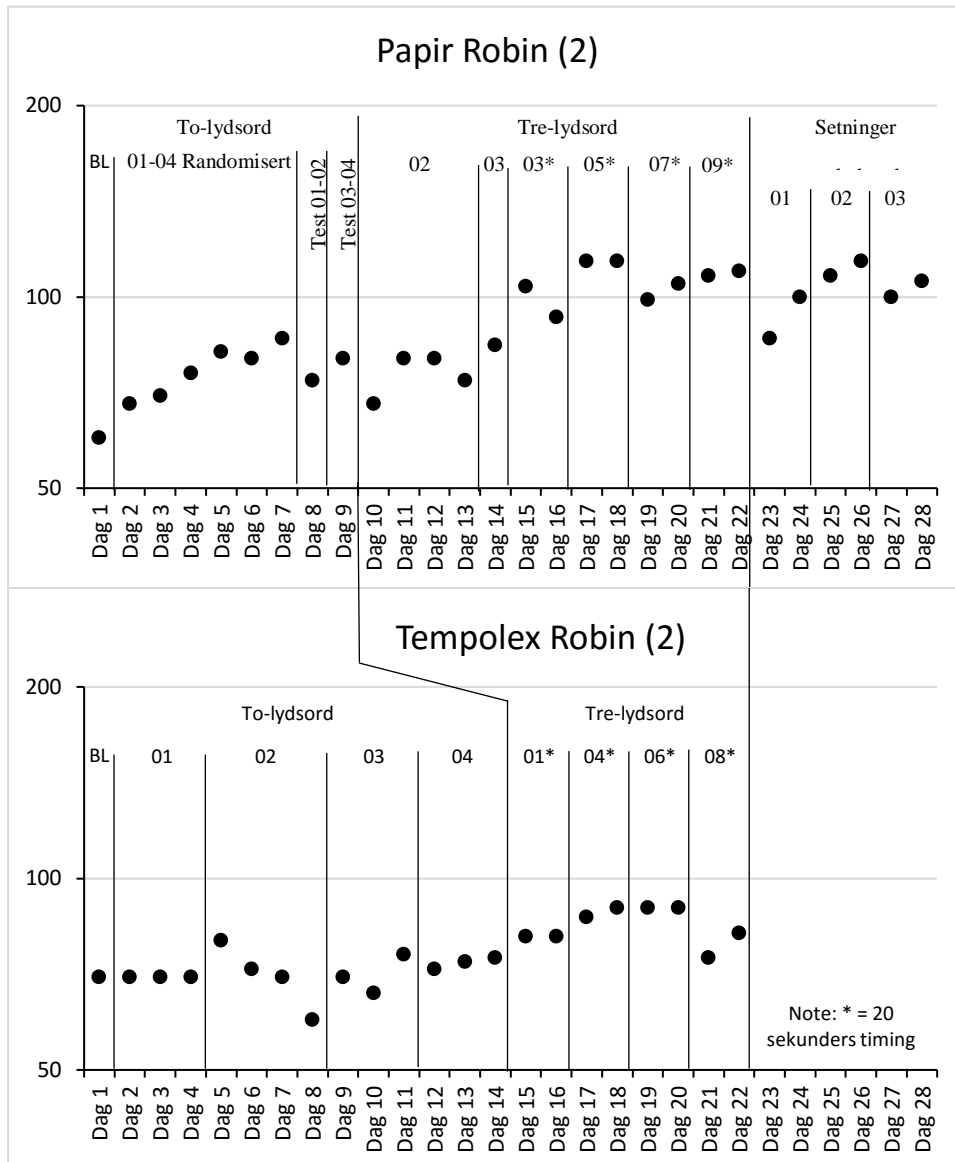 Papir Robin (2)
200
To-lydsord Tre-lydsord Setninger
BL 01-04 Randomisert Test 01-02 Test 03-04 02 03 03* 05* 07* 09*
01 02 03
100
50
Dag 1 Dag 2 Dag 3 Dag 4 Dag 5 Dag 6 Dag 7 Dag 8 Dag 9 Dag 10 Dag 11 Dag 12 Dag 13 Dag 14 Dag 15 Dag 16 Dag 17 Dag 18 Dag 19 Dag 20 Dag 21 Dag 22 Dag 23 Dag 24 Dag 25 Dag 26 Dag 27 Dag 28
Tempolex Robin (2)
200
To-lydsord Tre-lydsord
BL 01 02 03 04 01* 04* 06* 08*
100
Note: * = 20
sekunders timing
50
Dag 1 Dag 2 Dag 3 Dag 4 Dag 5 Dag 6 Dag 7 Dag 8 Dag 9 Dag 10 Dag 11 Dag 12 Dag 13 Dag 14 Dag 15 Dag 16 Dag 17 Dag 18 Dag 19 Dag 20 Dag 21 Dag 22 Dag 23 Dag 24 Dag 25 Dag 26 Dag 27 Dag 28